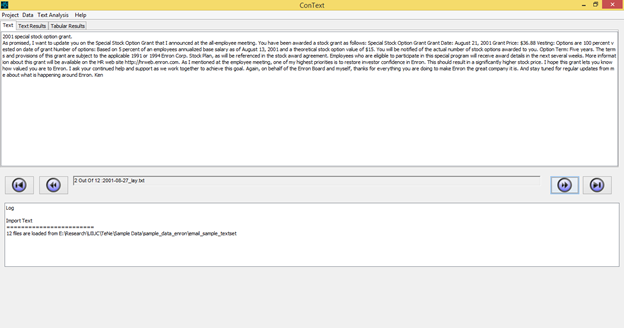 ConText
Project Data Text Analysis Help
Text Text Results Tabular Results
2001 special stock option grant.
As promised, I want to update you on the Special Stock Option Grant that I announced at the all-employee meeting. You have been awarded a stock grant as follows: Special Stock Option Grant Grant Date: August 21, 2001 Grant Price: $36.88 Vesting: Options are 100 percent v
ested on date of grant Number of options: Based on 5 percent of an employees annualized base salary as of August 13, 2001 and a theoretical stock option value of $15. You will be notified of the actual number of stock options awarded to you. Option Term: Five years. The term
s and provisions of this grant are subject to the applicable 1991 or 1994 Enron Corp. Stock Plan, as will be referenced in the stock award agreement. Employees who are eligible to participate in this special program will receive award details in the next several weeks. More informat
ion about this grant will be available on the HR web site http://hrweb.enron.com. As I mentioned at the employee meeting, one of my highest priorities is to restore investor confidence in Enron. This should result in a significantly higher stock price. I hope this grant lets you know
how valued you are to Enron. I ask your continued help and support as we work together to achieve this goal. Again, on behalf of the Enron Board and myself, thanks for everything you are doing to make Enron the great company it is. And stay tuned for regular updates from m
e about what is happening around Enron. Ken
2 Out Of 12 :2001-08-27_lay.txt
Log
Import Text
========================
12 files are loaded from E:\Research\UIUC\TeNe\Sample Data\sample_data_enron\email_sample_textset